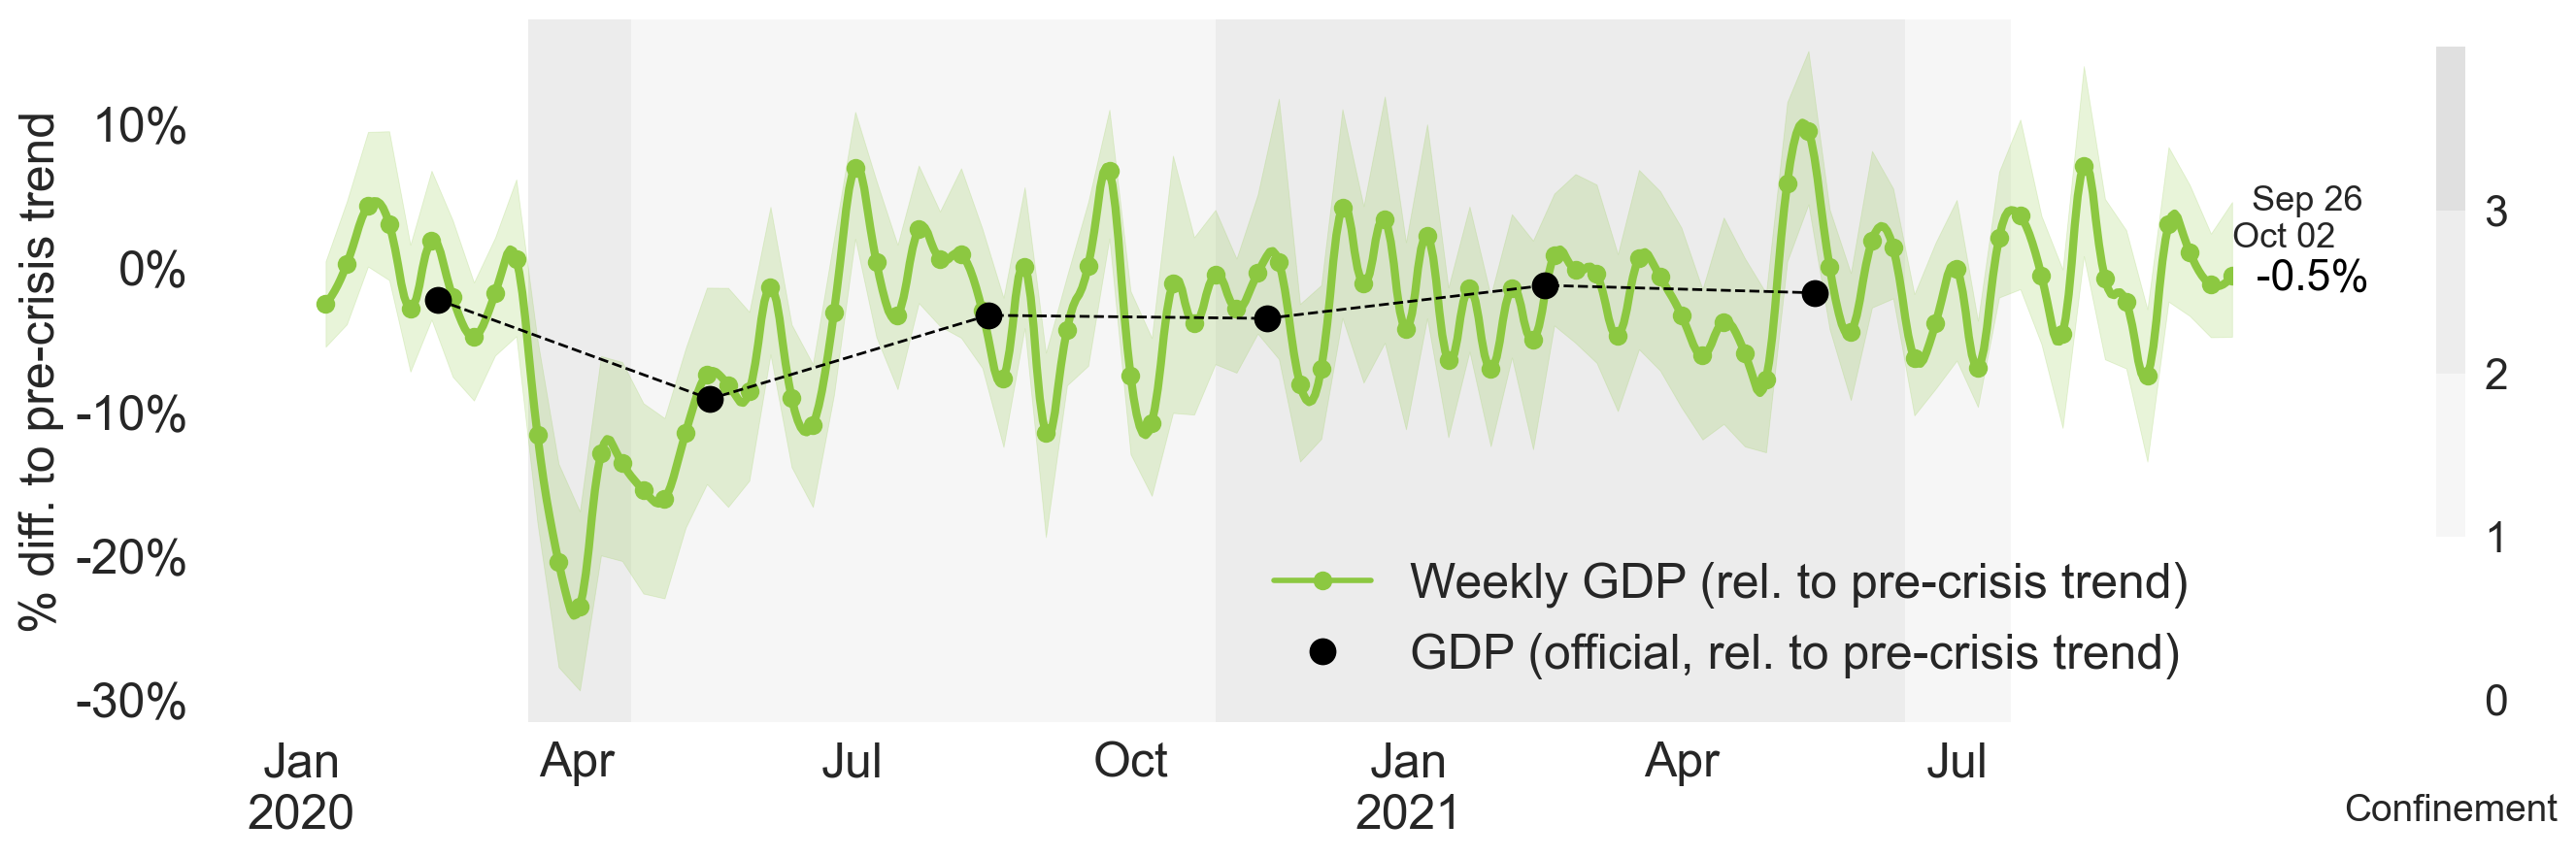 % diff. to pre-crisis trend
10%
0%
-10%
-20%
-30%
Jan
2020
Apr
Jul
Oct
Jan
2021
Apr
Jul
Sep 26
Oct 02
-0.5%
Weekly GDP (rel. to pre-crisis trend)
GDP (official, rel. to pre-crisis trend)
3
2
1
0
Confinement